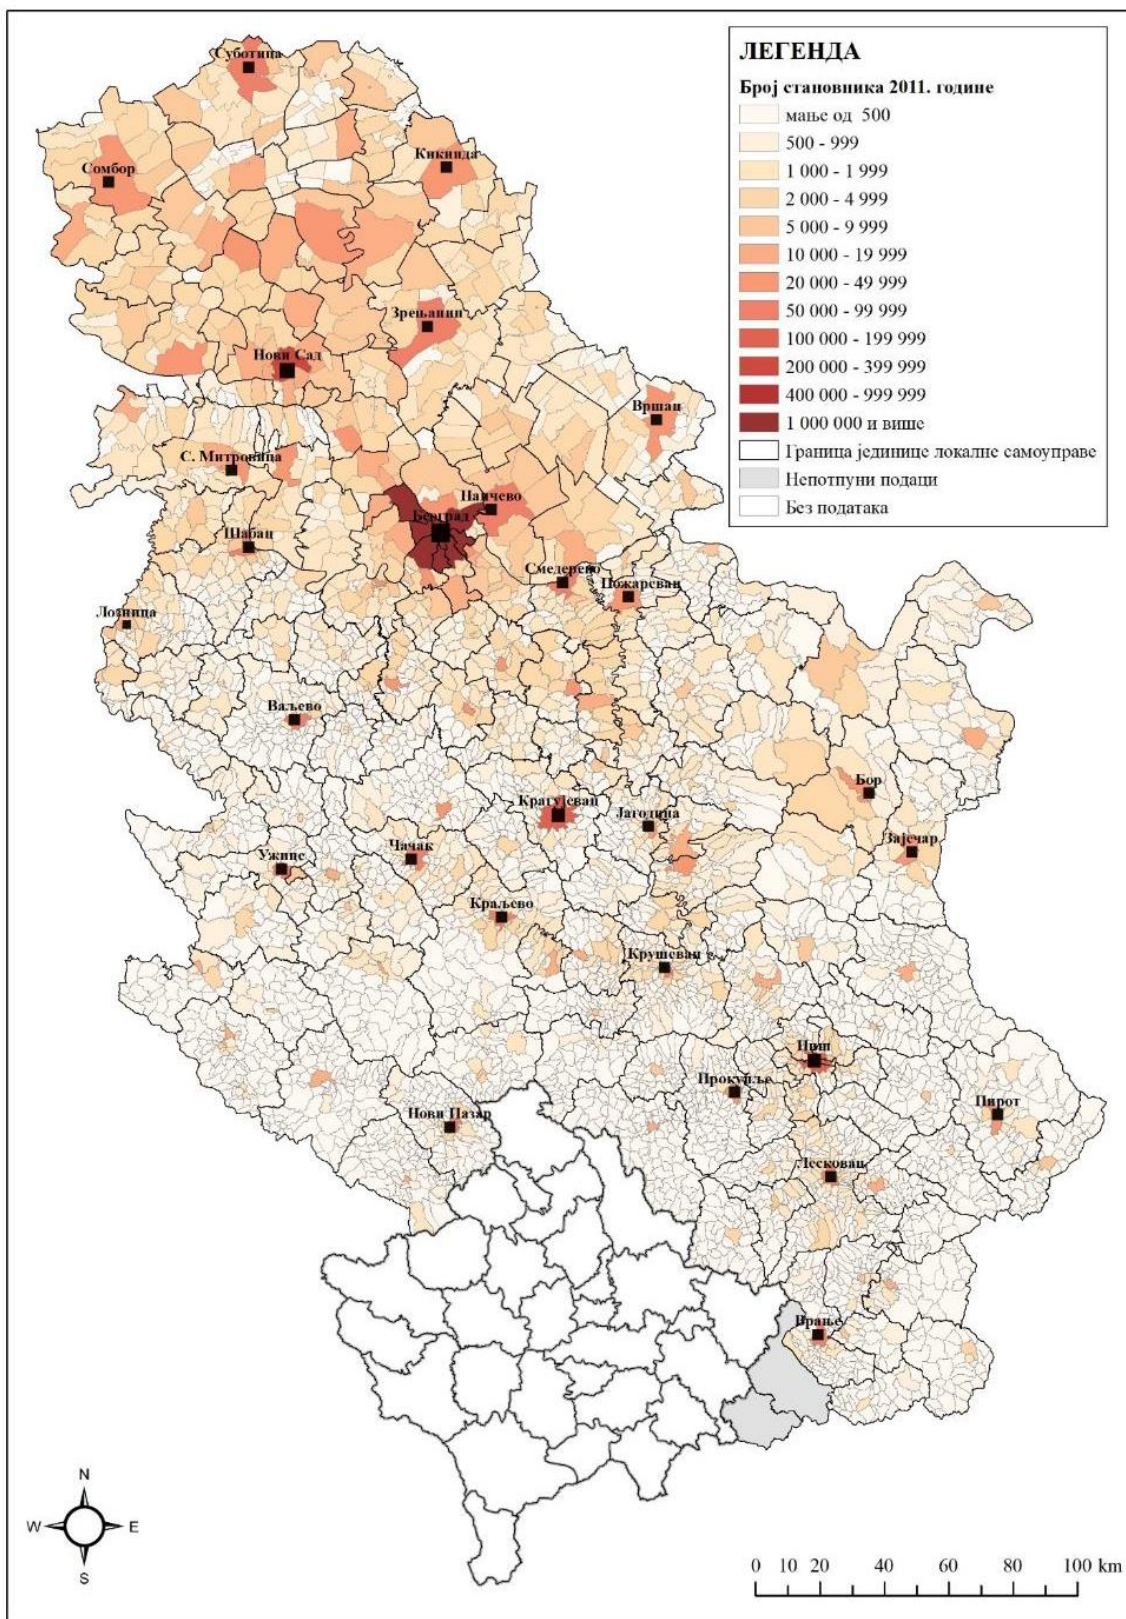 ЛЕГЕНДА
Број становника 2011. године
мање од 500
500 - 999
1 000 - 1 999
2 000 - 4 999
5 000 - 9 999
10 000 - 19 999
20 000 - 49 999
50 000 - 99 999
100 000 - 199 999
200 000 - 399 999
400 000 - 999 999
1 000 000 и више
Граница јединице локалне самоуправе
Непотпуни подаци
Без података
Суботица
Сомбор
Кикинда
Зрењанин
Нови Сад
Вршац
С. Митровица
Панчево
Београд
Шабац
Смедерево
Пожаревац
Лозница
Ваљево
Бор
Крагујевац
Јагодина
Зајечар
Чачак
Ужице
Краљево
Крушевац
Ниш
Прокупље
Пирот
Нови Пазар
Лесковац
Врање
N
W
E
S
0 10 20 40 60 80 100 km